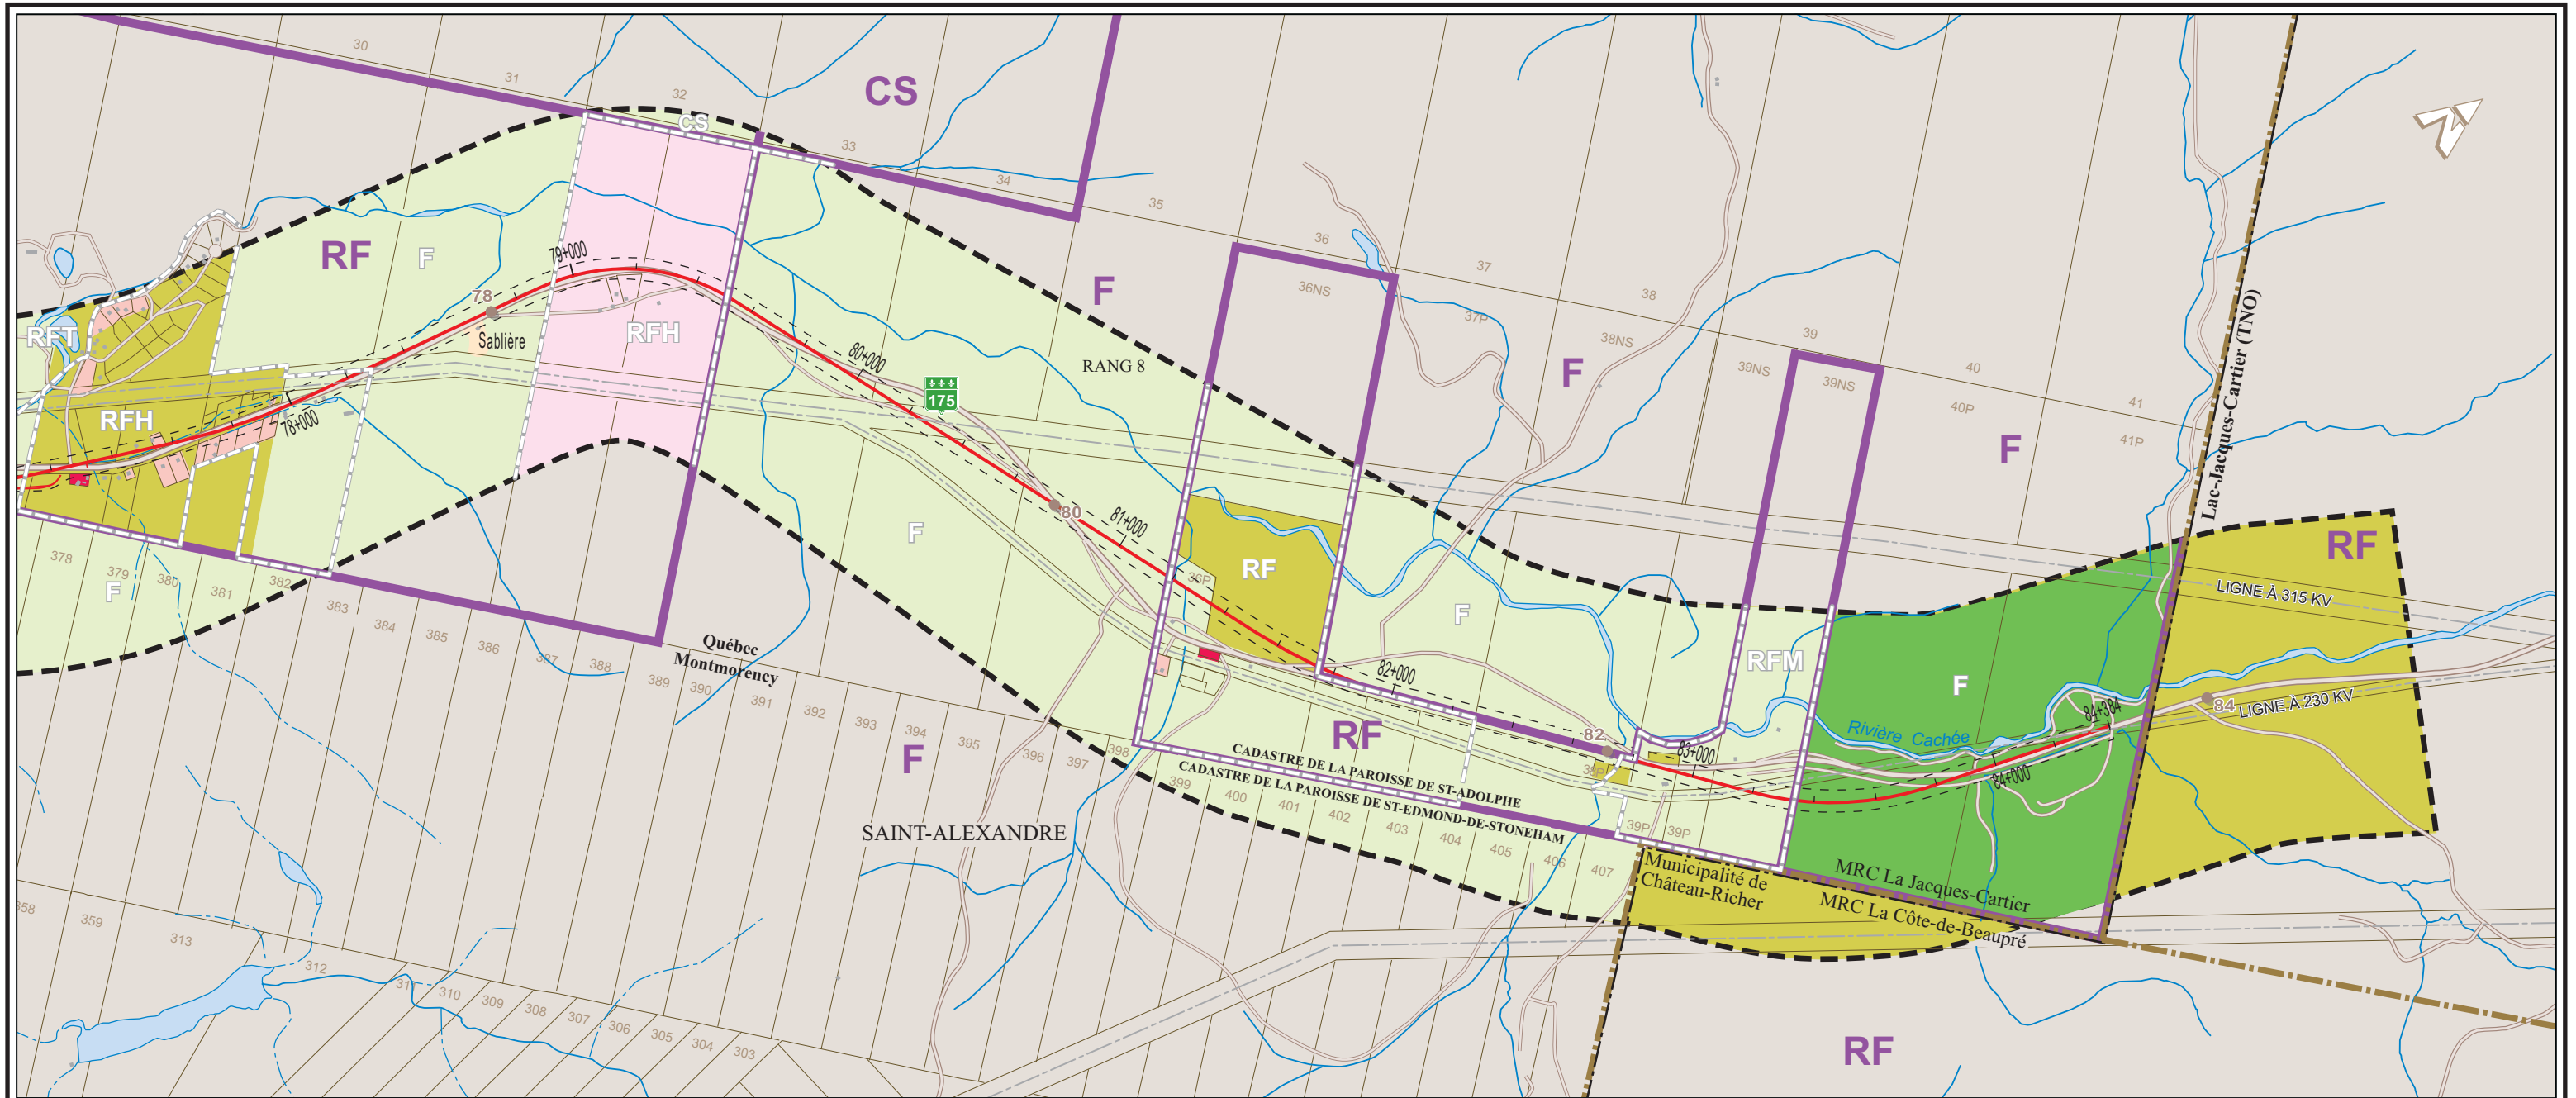 30
31
32
CS
33
34
35
36
37
38
39
40
41
CS
36NS
37P
38NS
39NS
39NS
40P
41P
Lac-Jacques-Cartier (TNO)
RF
F
79+000
78
Sablière
RFH
RFT
RFH
78+000
80+000
175
RANG 8
F
F
F
80
81+000
F
36P
RF
F
RFM
F
RF
LIGNE À 315 KV
LIGNE À 230 KV
84
84+384
84+000
Rivière Cachée
82+000
82
83+000
38P
39P
39P
RF
CADASTRE DE LA PAROISSE DE ST-ADOLPHE
CADASTRE DE LA PAROISSE DE ST-EDMOND-DE-STONEHAM
Québec
Montmorency
F
378
379
380
381
382
383
384
385
386
387
388
389
390
391
392
393
394
395
396
397
398
399
400
401
402
403
404
405
406
407
F
SAINT-ALEXANDRE
Municipalité de
Château-Richer
MRC La Jacques-Cartier
MRC La Côte-de-Beaupré
RF
358
359
313
312
311
310
309
308
307
306
305
304
303